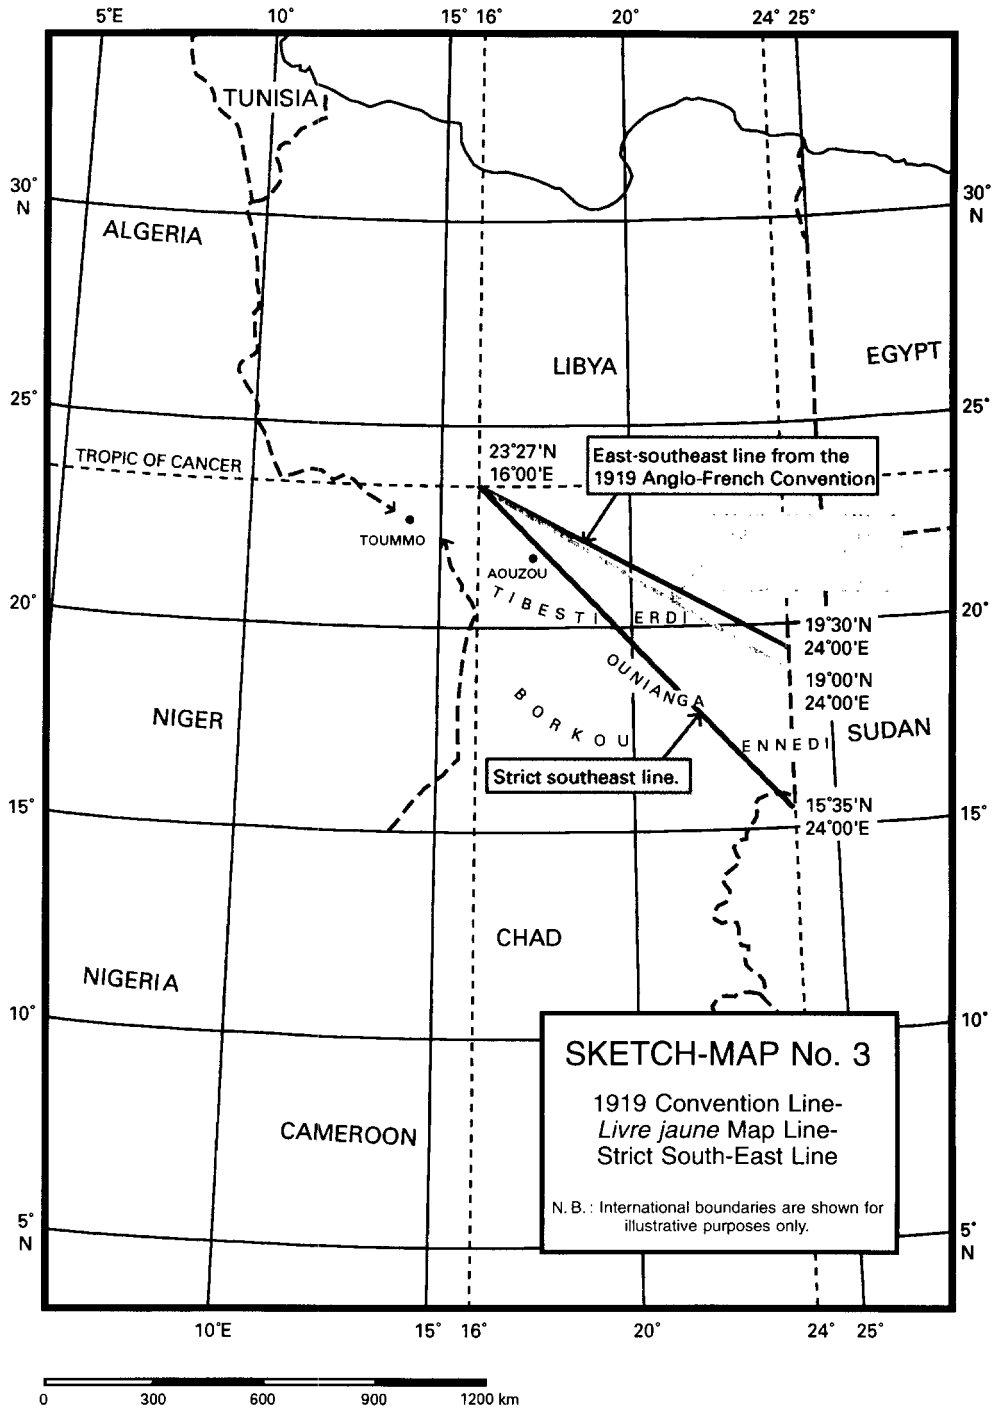 5°E 10° 15° 16° 20° 24° 25°
TUNISIA
30°
N
30°
N
ALGERIA
LIBYA
EGYPT
25°
25°
TROPIC OF CANCER
23°27'N
16°00'E
East-southeast line from the
1919 Anglo-French Convention
TOUMMO
AOUZOU
TIBESTI
ERDI
20°
20°
19°30'N
24°00'E
19°00'N
24°00'E
OUNIANGA
BORKOU
NIGER
ENNEDI
SUDAN
Strict southeast line.
15°
15°
15°35'N
24°00'E
CHAD
NIGERIA
10°
10°
SKETCH-MAP No. 3
1919 Convention Line-
Livre jaune Map Line-
Strict South-East Line
N.B.: International boundaries are shown for
illustrative purposes only.
CAMEROON
5°
N
5°
N
10°E 15° 16° 20° 24° 25°
0 300 600 900 1200 km